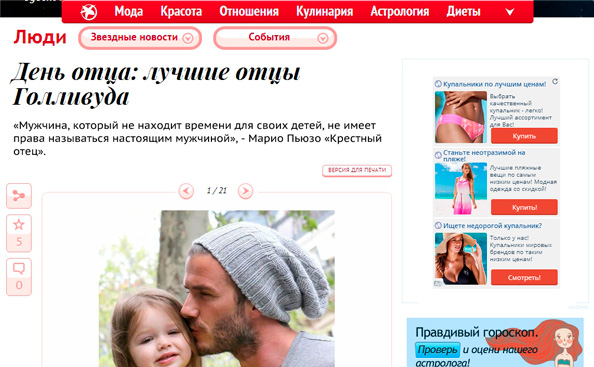 Мода Красота Отношения Кулинария Астрология Диеты
Люди Звездные новости События
День отца: лучшие отцы
Голливуда
«Мужчина, который не находит времени для своих детей, не имеет
права называться настоящим мужчиной», - Марио Пьюзо «Крестный
отец».
ВЕРСИЯ ДЛЯ ПЕЧАТИ
1 / 21
5
0
Купальники по лучшим ценам!
Выбрать
качественный
купальник - легко!
Лучший ассортимент
для Вас!
Купить
Станьте неотразимой на
пляже!
Лучшие пляжные
вещи по самым
низким ценам! Модная
одежда со скидкой!
Купить!
Ищете недорогой купальник?
Только у нас!
Купальники мировых
брендов по таким
низким ценам!
Смотреть!
Правдивый гороскоп.
Проверь и оцени нашего
астролога!